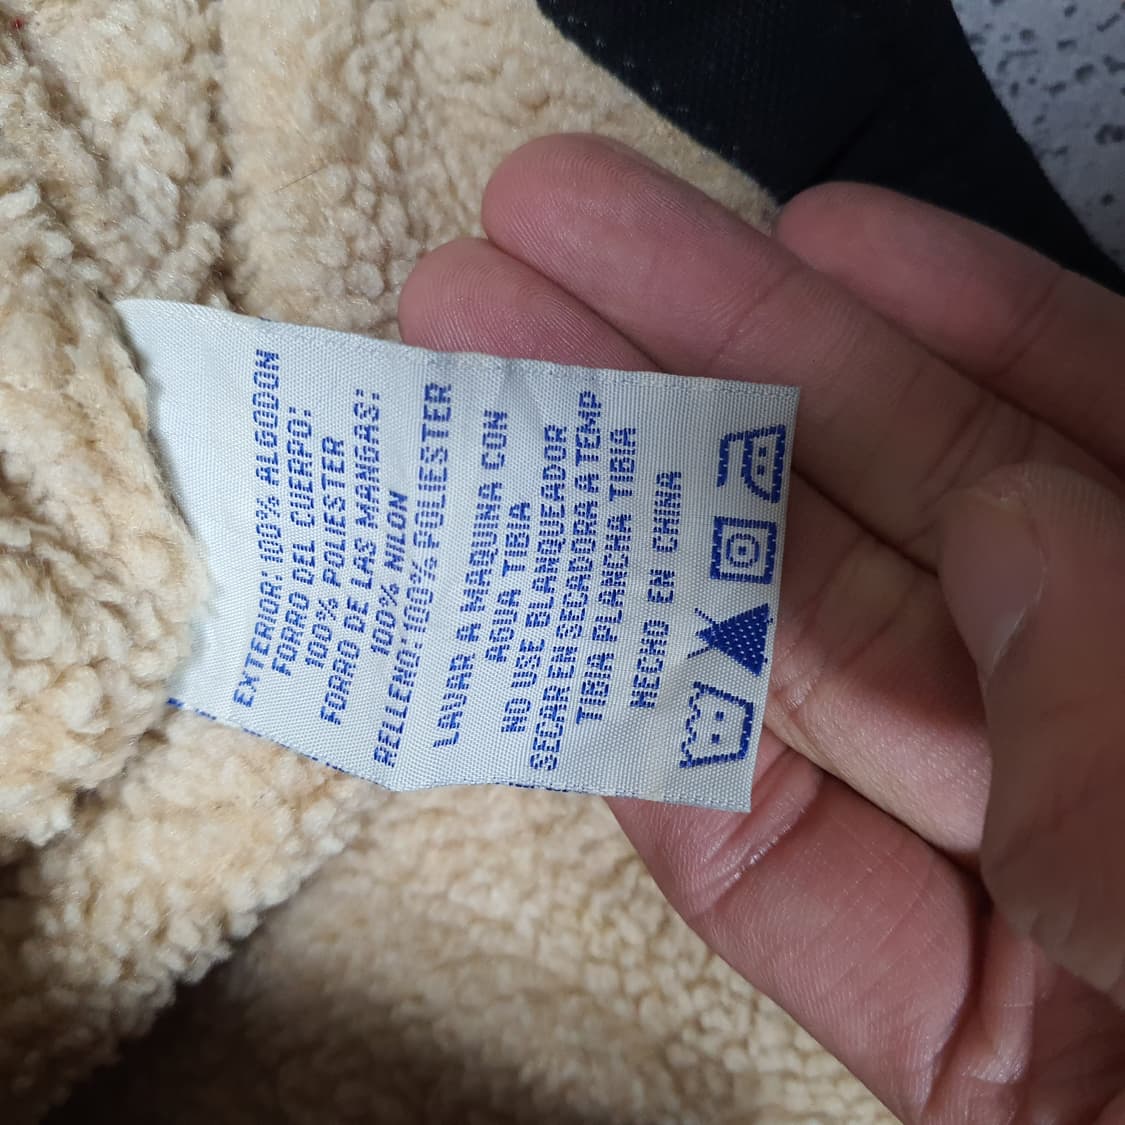 EXTERIOR: 100% ALGODON
FORRO DEL CUERPO:
100% POLIESTER
FORRO DE LAS MANGAS:
100% NILON
RELLENO: 100% POLIESTER
LAVAR A MAQUINA CON
AGUA TIBIA
NO USE BLANQUEADOR
SECAR EN SECADORA A TEMP
TIBIA PLANCHA TIBIA
HECHO EN CHINA